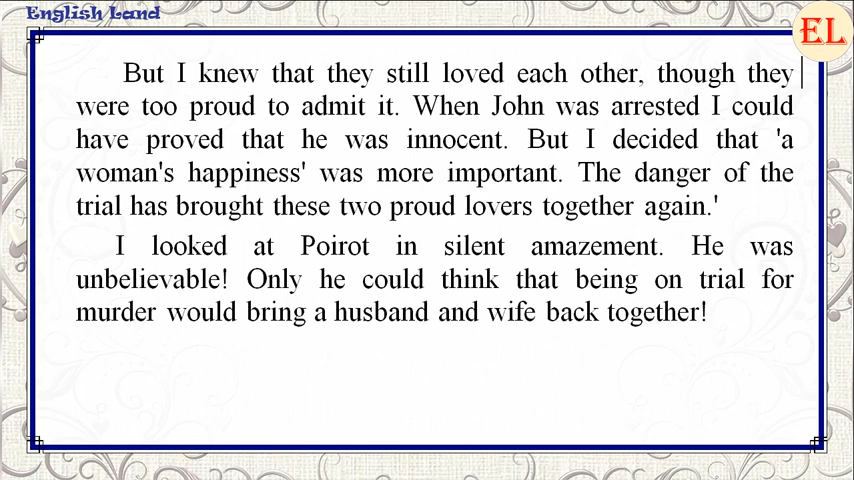 English Land
EL
But I knew that they still loved each other, though they
were too proud to admit it. When John was arrested I could
have proved that he was innocent. But I decided that 'a
woman's happiness' was more important. The danger of the
trial has brought these two proud lovers together again.'
I looked at Poirot in silent amazement. He was
unbelievable! Only he could think that being on trial for
murder would bring a husband and wife back together!